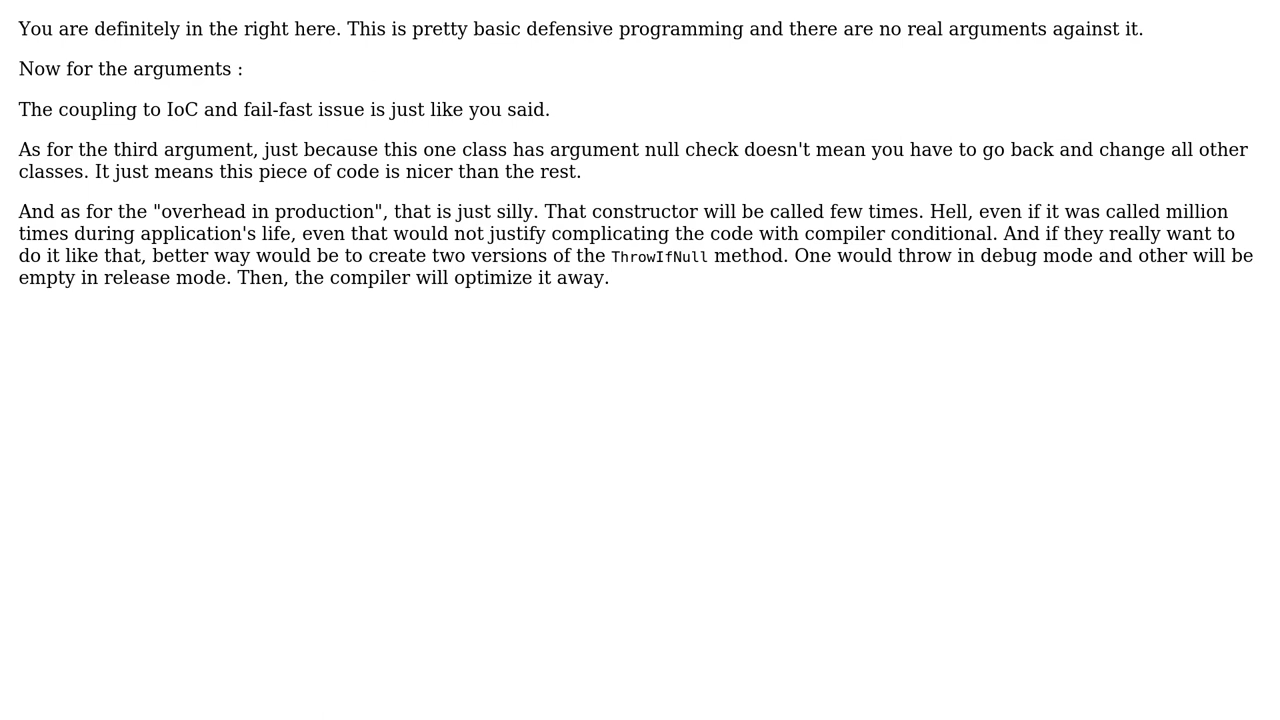 You are definitely in the right here. This is pretty basic defensive programming and there are no real arguments against it.
Now for the arguments :
The coupling to IoC and fail-fast issue is just like you said.
As for the third argument, just because this one class has argument null check doesn't mean you have to go back and change all other
classes. It just means this piece of code is nicer than the rest.
And as for the "overhead in production", that is just silly. That constructor will be called few times. Hell, even if it was called million
times during application's life, even that would not justify complicating the code with compiler conditional. And if they really want to
do it like that, better way would be to create two versions of the ThrowIfNull method. One would throw in debug mode and other will be
empty in release mode. Then, the compiler will optimize it away.